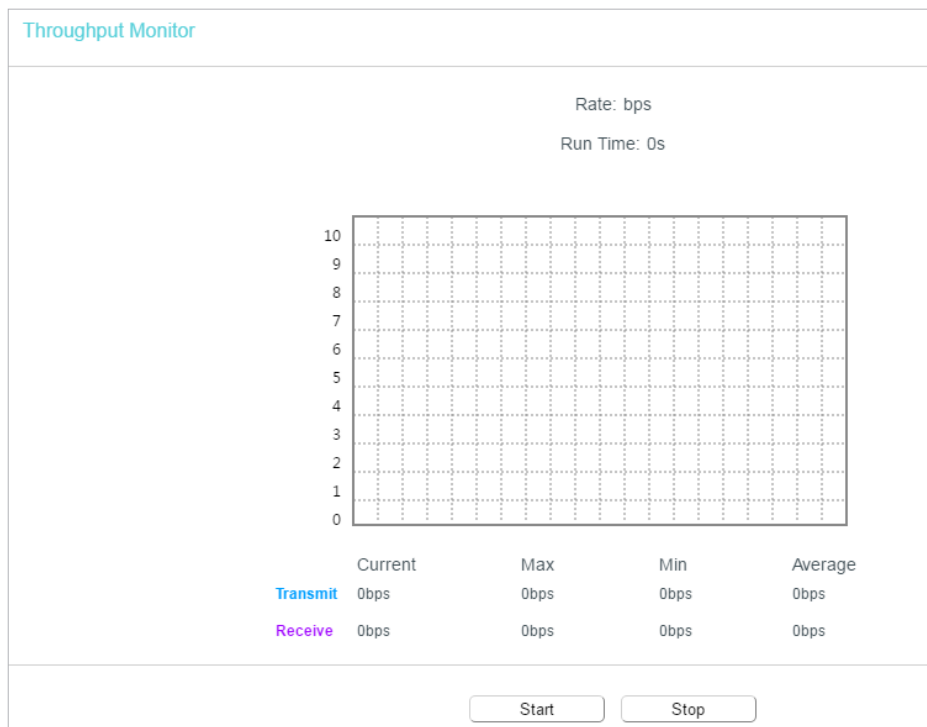 Throughput Monitor
Rate: bps
Run Time: 0s
10
9
8
7
6
5
4
3
2
1
0
Current Max Min Average
Transmit 0bps 0bps 0bps 0bps
Receive 0bps 0bps 0bps 0bps
Start Stop